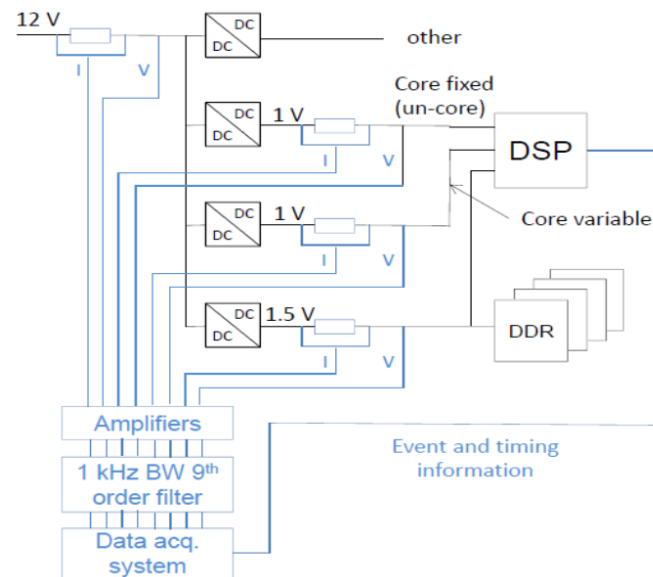 12 V
DC
DC
other
I
V
Core fixed
(un-core)
DC
DC
1 V
I
V
DSP
Core variable
DC
DC
1 V
I
V
DC
DC
1.5 V
I
V
DDR
Amplifiers
1 kHz BW 9th
order filter
Data acq.
system
Event and timing
information